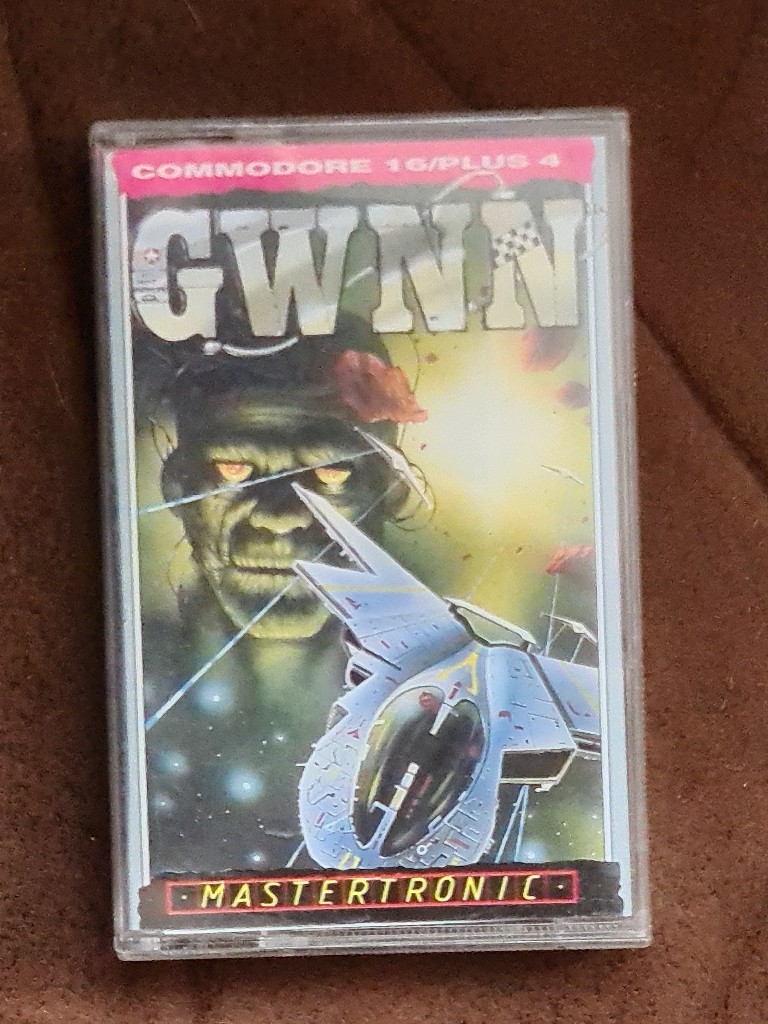 COMMODORE 16/PLUS 4
GWNN
·MASTERTRONIC·